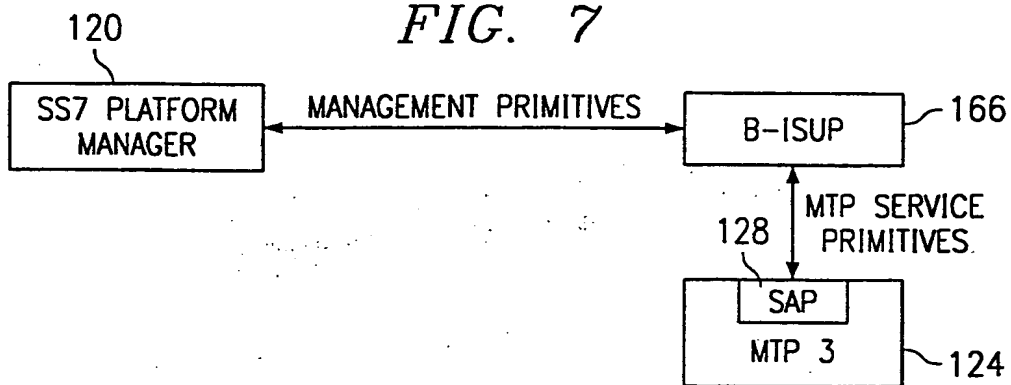 FIG. 7
120
SS7 PLATFORM
MANAGER
MANAGEMENT PRIMITIVES
B-ISUP
166
MTP SERVICE
PRIMITIVES
128
SAP
MTP 3
124